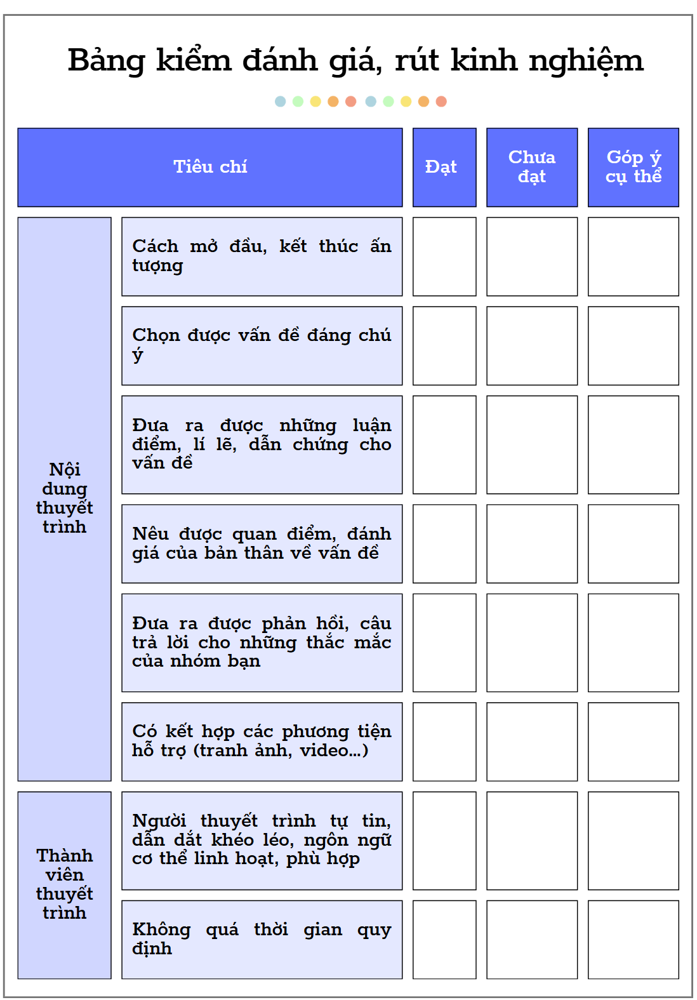 Bảng kiểm đánh giá, rút kinh nghiệm
Tiêu chí
Đạt
Chưa
đạt
Góp ý
cụ thể
Nội
dung
thuyết
trình
Cách mở đầu, kết thúc ấn
tượng
Chọn được vấn đề đáng chú
ý
Đưa ra được những luận
điểm, lí lẽ, dẫn chứng cho
vấn đề
Nêu được quan điểm, đánh
giá của bản thân về vấn đề
Đưa ra được phản hồi, câu
trả lời cho những thắc mắc
của nhóm bạn
Có kết hợp các phương tiện
hỗ trợ (tranh ảnh, video...)
Thành
viên
thuyết
trình
Người thuyết trình tự tin,
dẫn dắt khéo léo, ngôn ngữ
cơ thể linh hoạt, phù hợp
Không quá thời gian quy
định